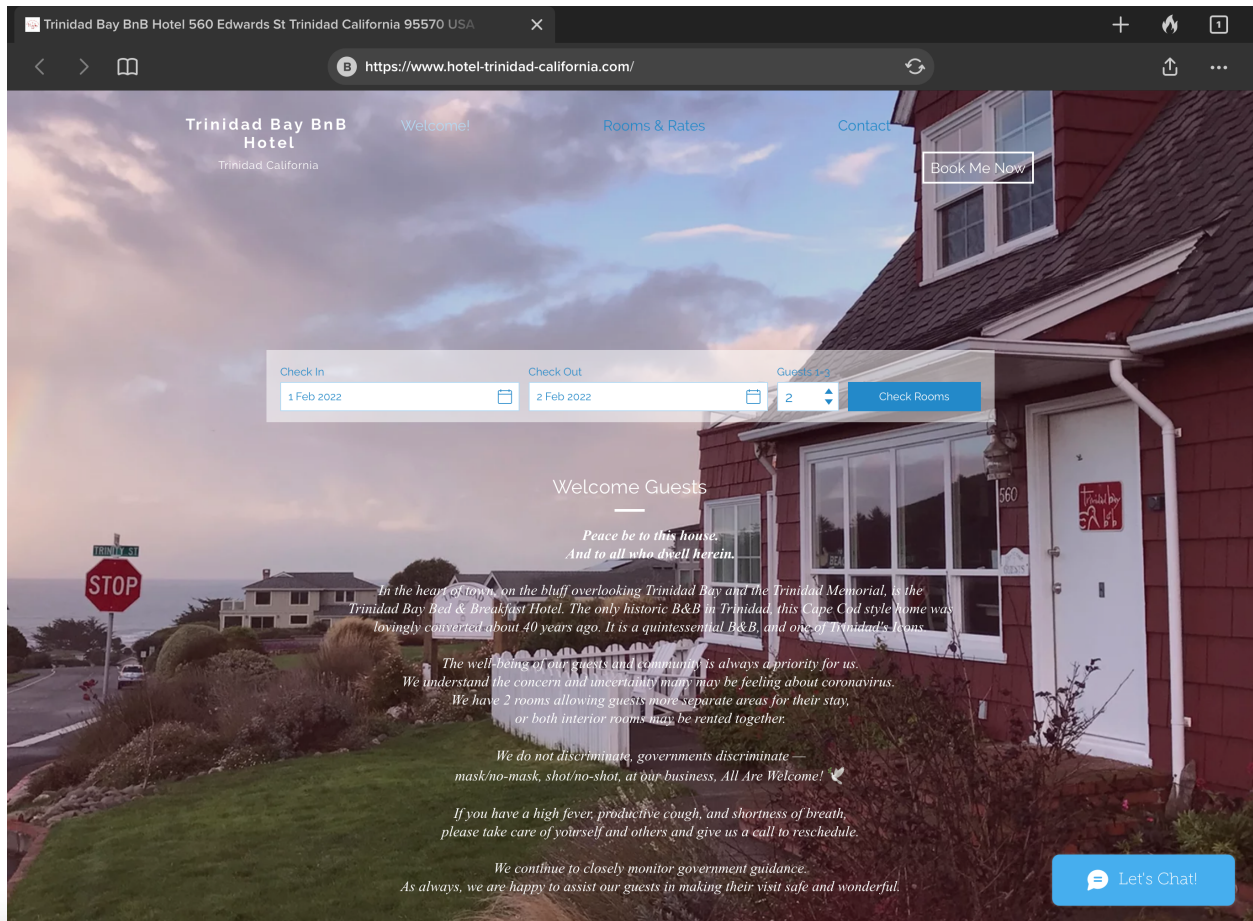 Trinidad Bay BnB Hotel 560 Edwards St Trinidad California 95570 USA
1
B https://www.hotel-trinidad-california.com/
Trinidad Bay BnB
Hotel
Trinidad California
Welcome!
Rooms & Rates
Contact
Book Me Now
Check In
Check Out
Guests 1-3
1 Feb 2022
2 Feb 2022
2
Check Rooms
Welcome Guests
560
Trinidad bay
b&b
TRINITY ST
STOP
Peace be to this house.
And to all who dwell herein.
In the heart of town, on the bluff overlooking Trinidad Bay and the Trinidad Memorial, is the
Trinidad Bay Bed & Breakfast Hotel. The only historic B&B in Trinidad, this Cape Cod style home was
lovingly converted about 40 years ago. It is a quintessential B&B, and one of Trinidad's Icons.
The well-being of our guests and community is always a priority for us.
We understand the concern and uncertainty many may be feeling about coronavirus.
We have 2 rooms allowing guests more separate areas for their stay,
or both interior rooms may be rented together.
We do not discriminate, governments discriminate —
mask/no-mask, shot/no-shot, at our business, All Are Welcome! 🕊
If you have a high fever, productive cough, and shortness of breath,
please take care of yourself and others and give us a call to reschedule.
We continue to closely monitor government guidance.
As always, we are happy to assist our guests in making their visit safe and wonderful.
Let's Chat!